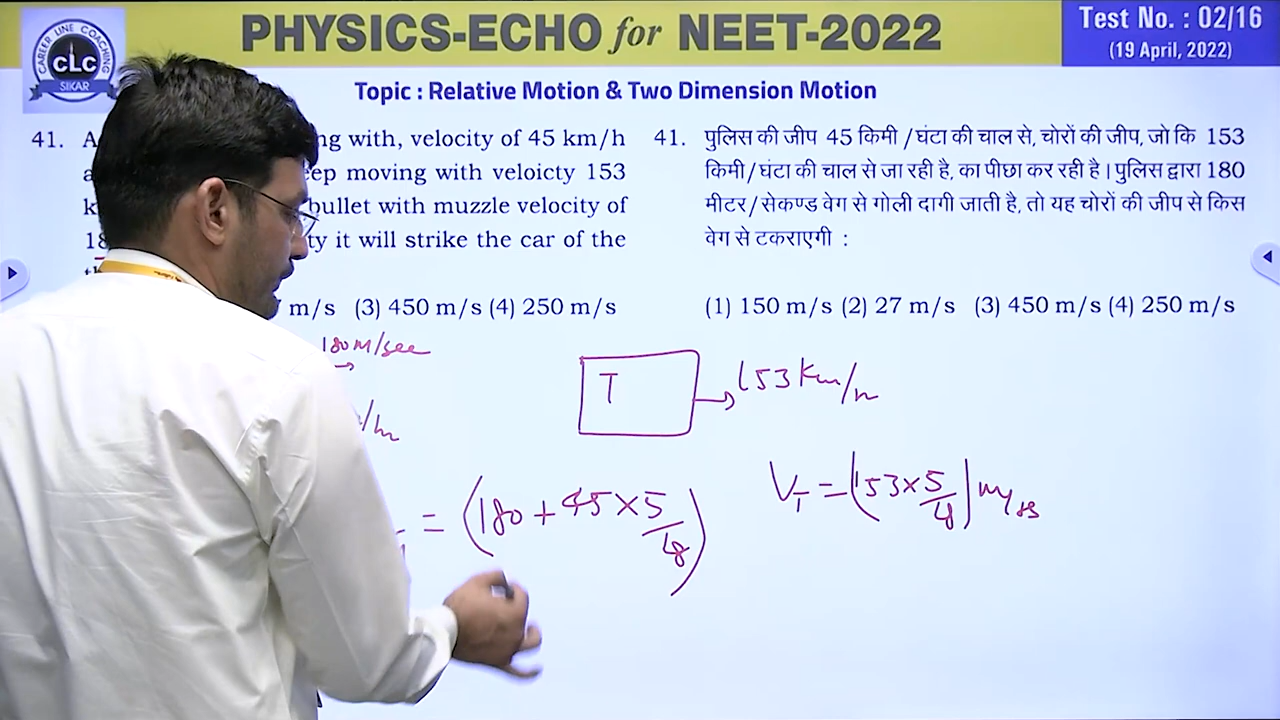 PHYSICS-ECHO for NEET-2022
Test No. : 02/16
(19 April, 2022)
CAREER LINE COACHING
CLC
SIKAR
Topic : Relative Motion & Two Dimension Motion
41. A ng with, velocity of 45 km/h
eep moving with veloicty 153
k bullet with muzzle velocity of
18 ty it will strike the car of the
th
m/s (3) 450 m/s (4) 250 m/s
41. पुलिस की जीप 45 किमी /घंटा की चाल से, चोरों की जीप, जो कि 153
किमी/घंटा की चाल से जा रही है, का पीछा कर रही है। पुलिस द्वारा 180
मीटर/सेकण्ड वेग से गोली दागी जाती है, तो यह चोरों की जीप से किस
वेग से टकराएगी :
(1) 150 m/s (2) 27 m/s (3) 450 m/s (4) 250 m/s
180 m/sec
/h
T
153 km/h
= (180 + 45 × 5/18)
V_T = (153 × 5/18) m/s